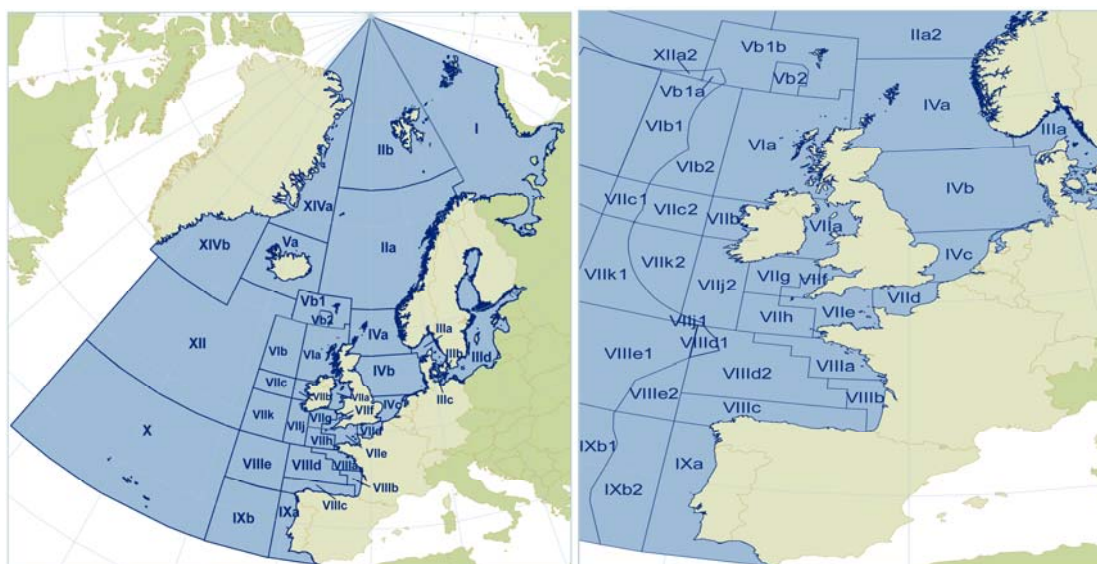 I
IIb
XIVa
IIa
XIVb
Va
Vb1
Vb2
IVa
IIIa
IIIb
IIId
XII
VIb
VIa
IVb
IIIc
VIIc
VIIb
VIIa
VIIf
IVc
X
VIIk
VIIj
VIIg
VIId
VIIh
VIIe
VIIIe
VIIId
VIIIa
VIIIb
VIIIc
IXb
IXa
IIa2
XIIa2
Vb1b
Vb2
Vb1a
IVa
VIb1
VIa
IIIa
VIb2
IVb
VIIc1
VIIc2
VIIb
VIIa
IVc
VIIk1
VIIk2
VIIj2
VIIg
VIIf
VIId
VIIh
VIIe
VIIj1
VIIIe1
VIIId1
VIIId2
VIIIa
VIIIb
VIIIe2
VIIIc
IXb1
IXa
IXb2